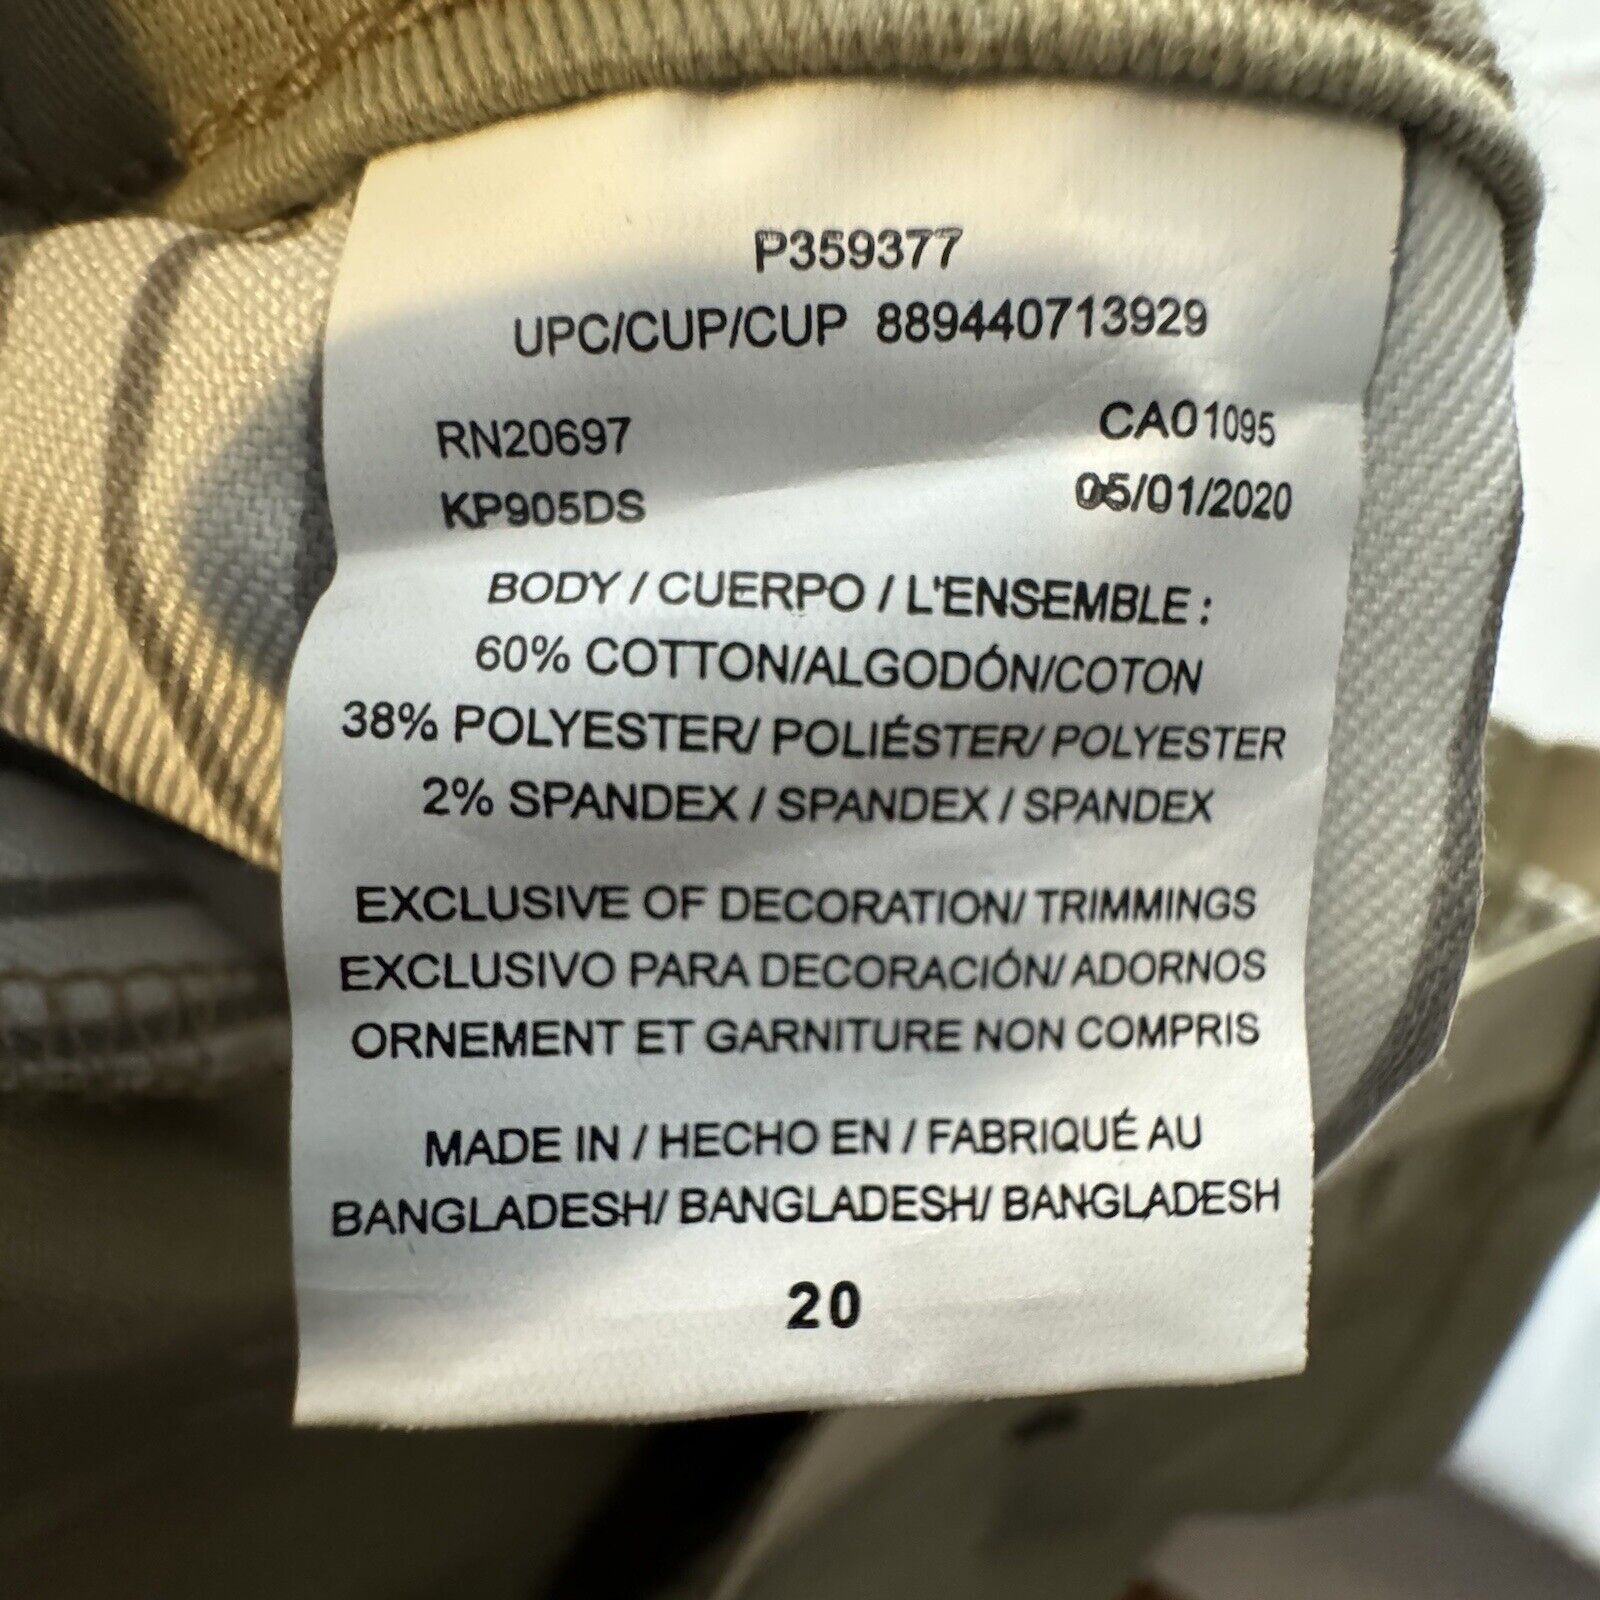 P359377
UPC/CUP/CUP 889440713929
RN20697 CA01095
KP905DS 05/01/2020
BODY / CUERPO / L'ENSEMBLE :
60% COTTON/ALGODÓN/COTON
38% POLYESTER/ POLIÉSTER/ POLYESTER
2% SPANDEX / SPANDEX / SPANDEX
EXCLUSIVE OF DECORATION/ TRIMMINGS
EXCLUSIVO PARA DECORACIÓN/ ADORNOS
ORNEMENT ET GARNITURE NON COMPRIS
MADE IN / HECHO EN / FABRIQUÉ AU
BANGLADESH/ BANGLADESH/ BANGLADESH
20